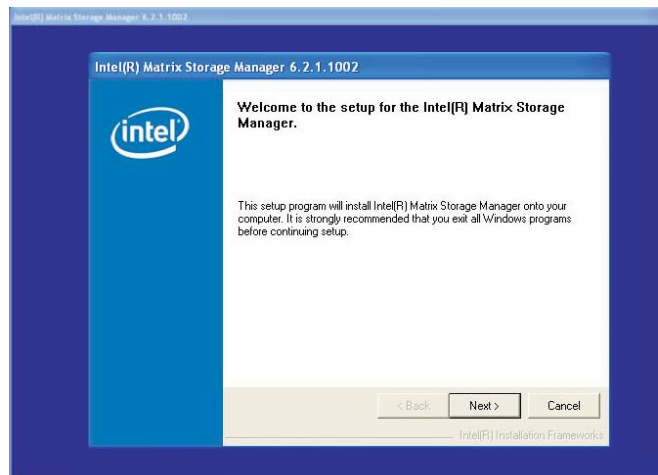 Intel(R) Matrix Storage Manager 6.2.1.1002
Intel(R) Matrix Storage Manager 6.2.1.1002
intel
Welcome to the setup for the Intel(R) Matrix Storage
Manager.
This setup program will install Intel(R) Matrix Storage Manager onto your
computer. It is strongly recommended that you exit all Windows programs
before continuing setup.
< Back
Next >
Cancel
Intel(R) Installation Frameworks